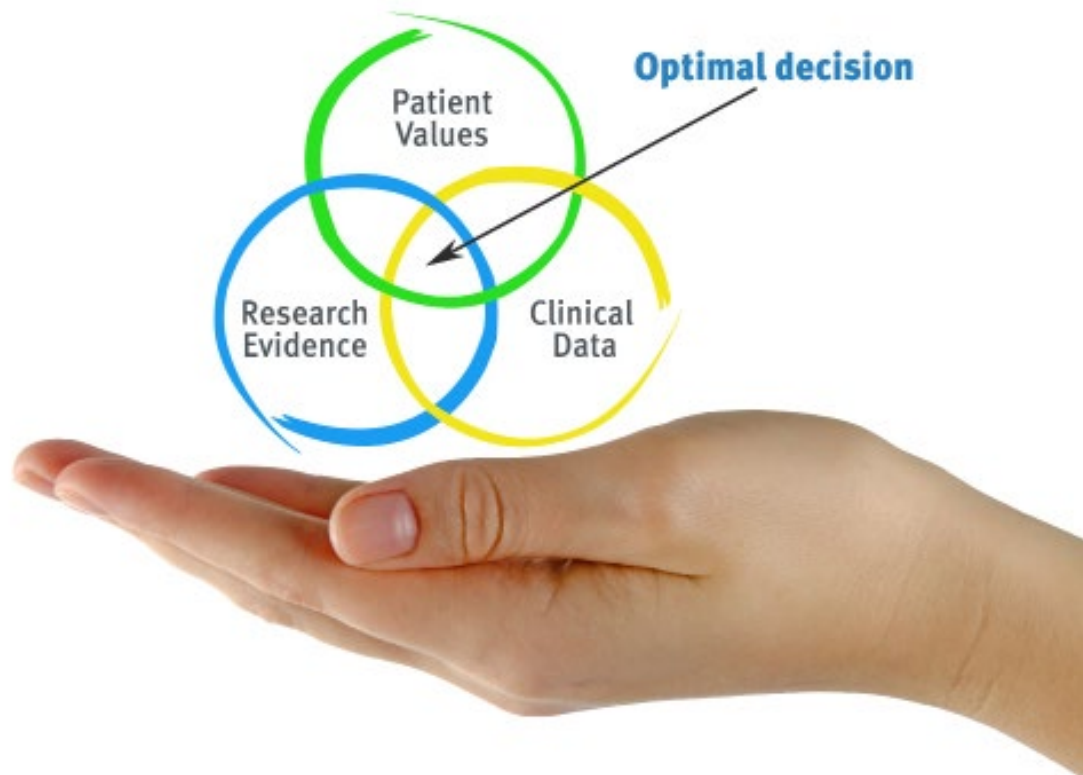 Optimal decision
Patient
Values
Research
Evidence
Clinical
Data